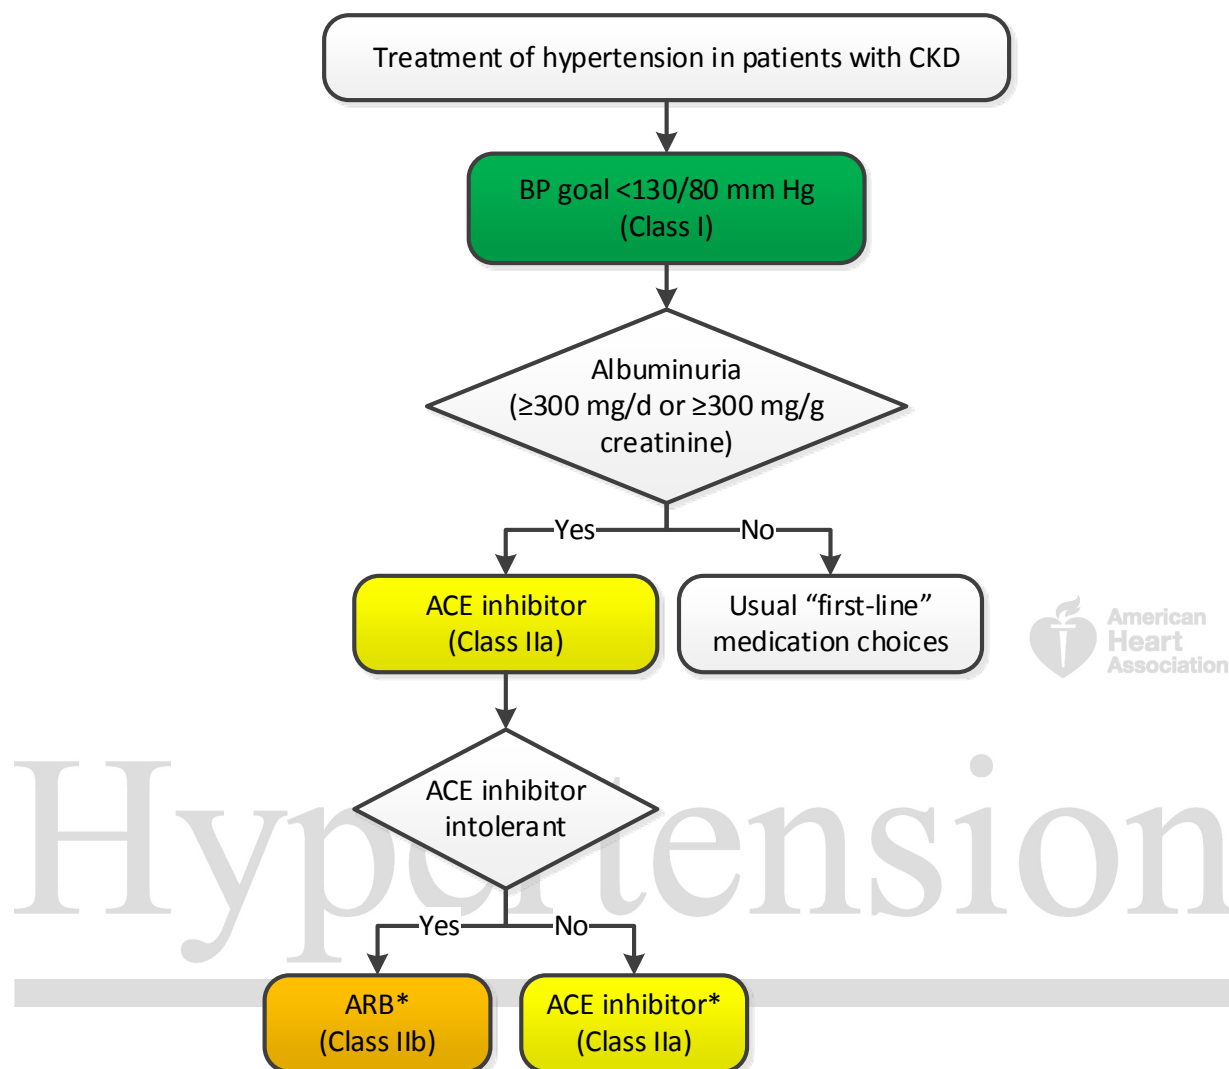 Treatment of hypertension in patients with CKD
BP goal <130/80 mm Hg
(Class I)
Albuminuria
(≥300 mg/d or ≥300 mg/g
creatinine)
Yes
No
ACE inhibitor
(Class IIa)
Usual “first-line”
medication choices
American
Heart
Association
ACE inhibitor
intolerant
Hypertension
Yes
No
ARB*
(Class IIb)
ACE inhibitor*
(Class IIa)